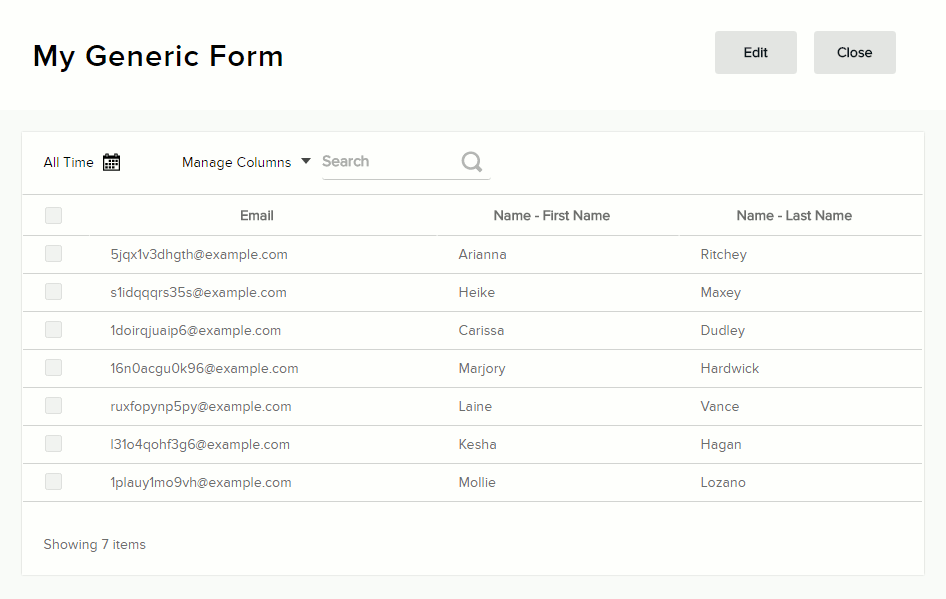 My Generic Form
Edit
Close
All Time
Manage Columns
Search
Email Name - First Name Name - Last Name
5jqx1v3dhgth@example.com Arianna Ritchey
s1idqqqrs35s@example.com Heike Maxey
1doirqjuaip6@example.com Carissa Dudley
16n0acgu0k96@example.com Marjory Hardwick
ruxfopynp5py@example.com Laine Vance
l31o4qohf3g6@example.com Kesha Hagan
1plauy1mo9vh@example.com Mollie Lozano
Showing 7 items